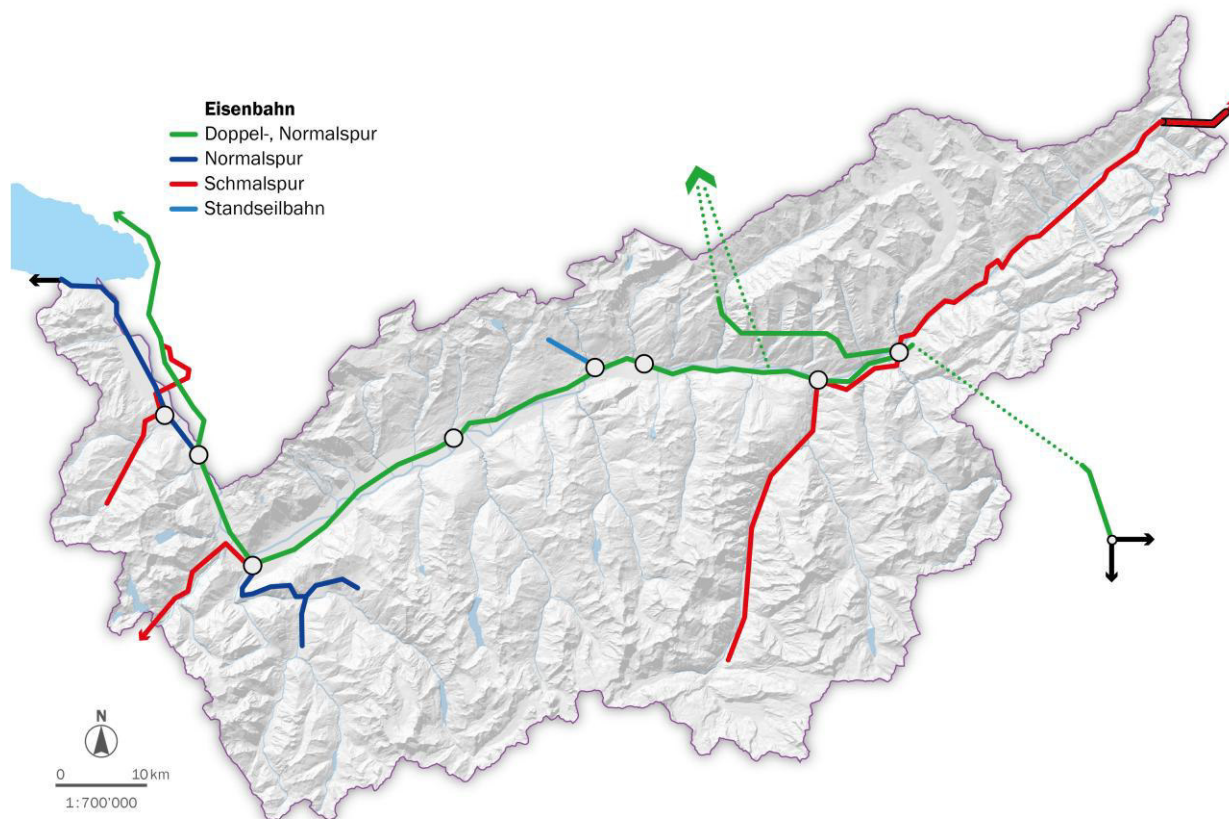 Eisenbahn
Doppel-, Normalspur
Normalspur
Schmalspur
Standseilbahn
N
0 10 km
1:700'000